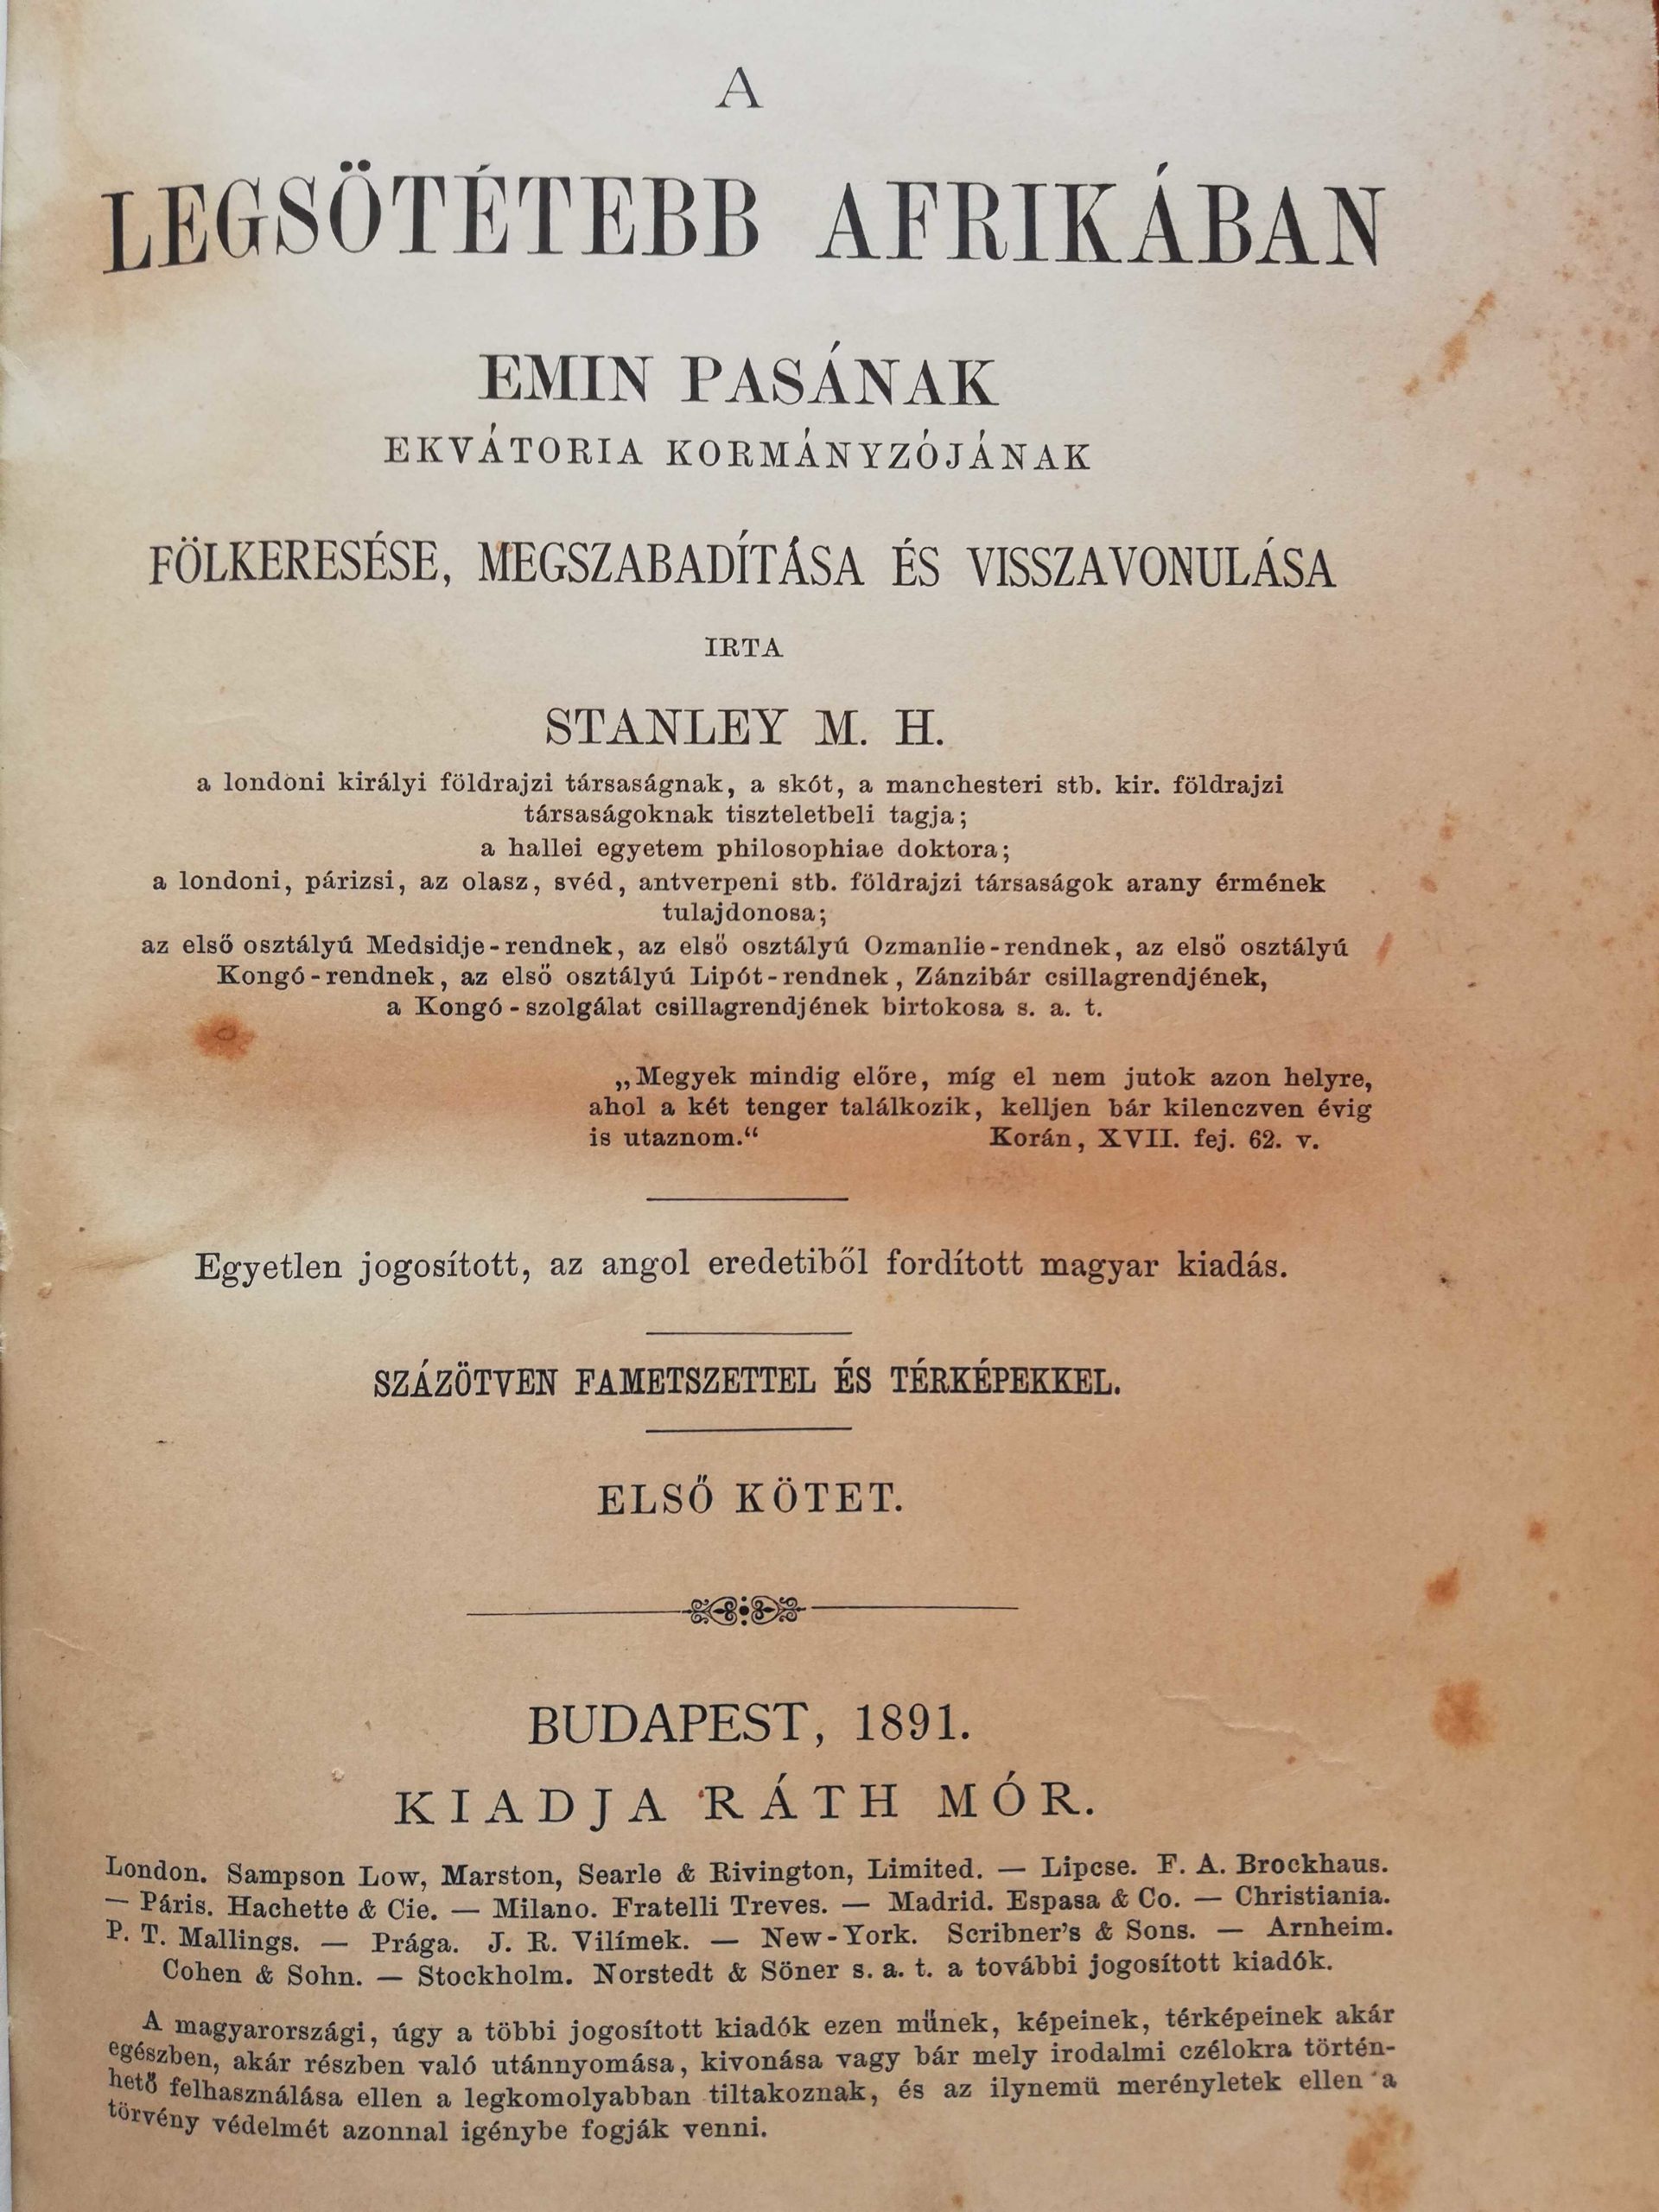 A
LEGSÖTÉTEBB AFRIKÁBAN
EMIN PASÁNAK
EKVÁTORIA KORMÁNYZÓJÁNAK
FÖLKERESÉSE, MEGSZABADÍTÁSA ÉS VISSZAVONULÁSA
IRTA
STANLEY M. H.
a londoni királyi földrajzi társaságnak, a skót, a manchesteri stb. kir. földrajzi
társaságoknak tiszteletbeli tagja;
a hallei egyetem philosophiae doktora;
a londoni, párizsi, az olasz, svéd, antverpeni stb. földrajzi társaságok arany érmének
tulajdonosa;
az első osztályú Medsidje-rendnek, az első osztályú Ozmanlie-rendnek, az első osztályú
Kongó-rendnek, az első osztályú Lipót-rendnek, Zánzibár csillagrendjének,
a Kongó-szolgálat csillagrendjének birtokosa s. a. t.
„Megyek mindig előre, míg el nem jutok azon helyre,
ahol a két tenger találkozik, kelljen bár kilenczven évig
is utaznom.“ Korán, XVII. fej. 62. v.
Egyetlen jogosított, az angol eredetiből fordított magyar kiadás.
SZÁZÖTVEN FAMETSZETTEL ÉS TÉRKÉPEKKEL.
ELSŐ KÖTET.
BUDAPEST, 1891.
KIADJA RÁTH MÓR.
London. Sampson Low, Marston, Searle & Rivington, Limited. — Lipcse. F. A. Brockhaus.
— Páris. Hachette & Cie. — Milano. Fratelli Treves. — Madrid. Espasa & Co. — Christiania.
P. T. Mallings. — Prága. J. R. Vilímek. — New-York. Scribner's & Sons. — Arnheim.
Cohen & Sohn. — Stockholm. Norstedt & Söner s. a. t. a további jogosított kiadók.
A magyarországi, úgy a többi jogosított kiadók ezen műnek, képeinek, térképeinek akár
egészben, akár részben való utánnyomása, kivonása vagy bár mely irodalmi czélokra történ-
hető felhasználása ellen a legkomolyabban tiltakoznak, és az ilynemü merényletek ellen a
törvény védelmét azonnal igénybe fogják venni.